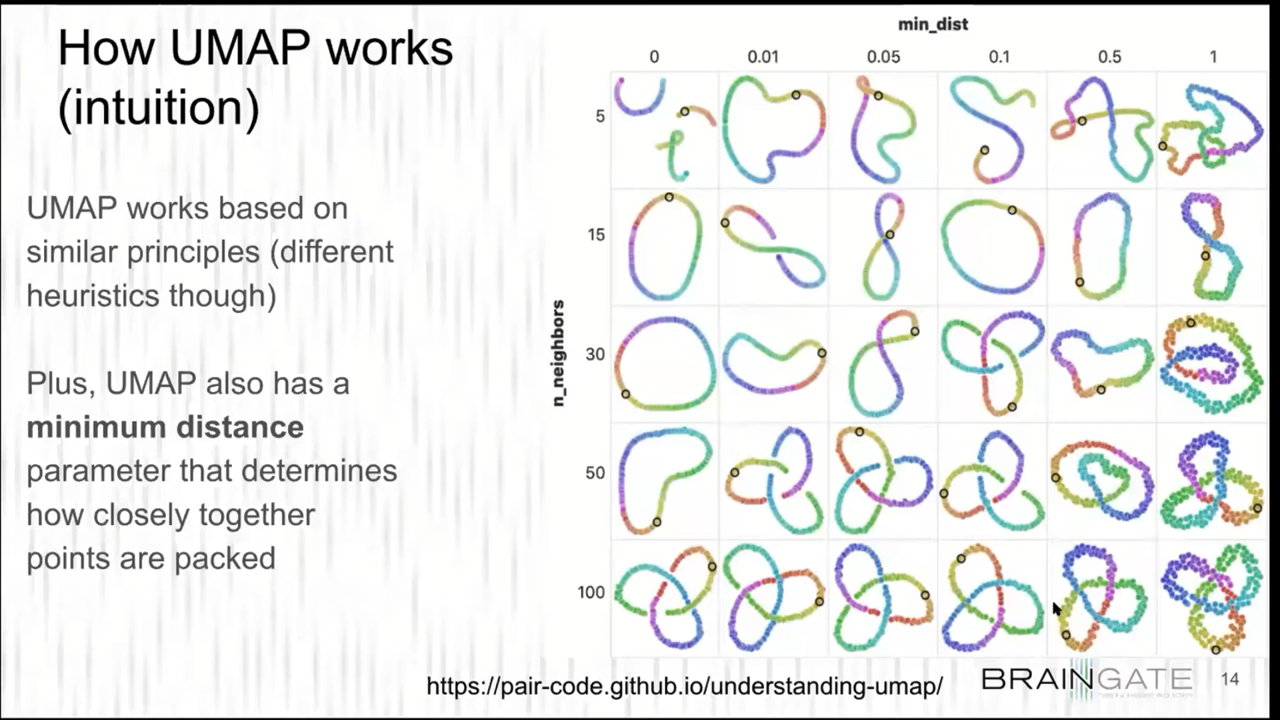 How UMAP works
(intuition)
UMAP works based on
similar principles (different
heuristics though)
Plus, UMAP also has a
minimum distance
parameter that determines
how closely together
points are packed
min_dist
0 0.01 0.05 0.1 0.5 1
n_neighbors
5
15
30
50
100
https://pair-code.github.io/understanding-umap/
BRAINGATE
14